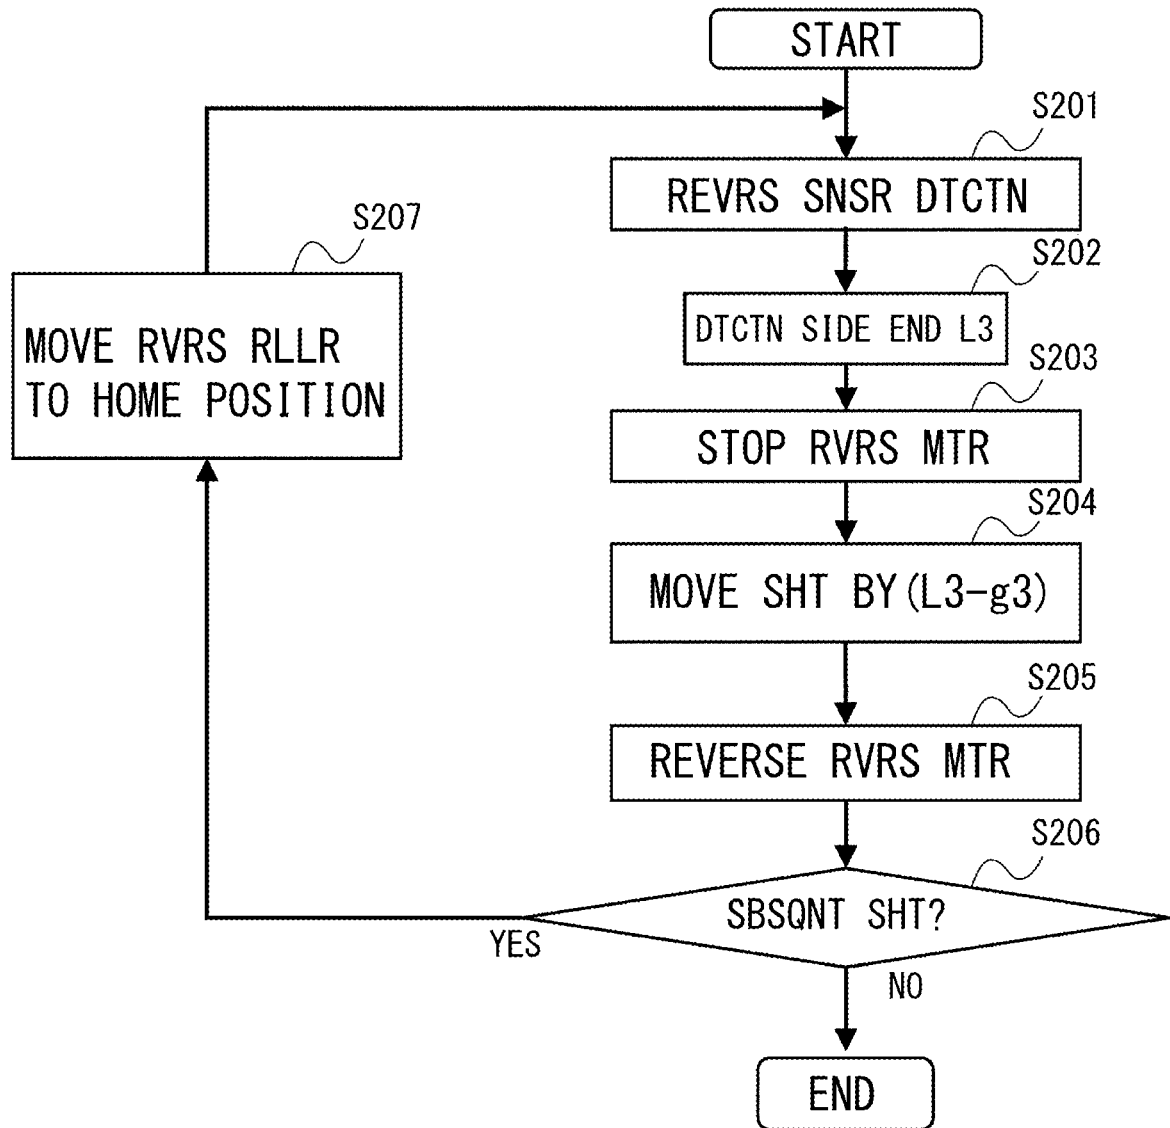 START
S201
REVRS SNSR DTCTN
S202
DTCTN SIDE END L3
S203
STOP RVRS MTR
S204
MOVE SHT BY(L3-g3)
S205
REVERSE RVRS MTR
S206
SBSQNT SHT?
YES
NO
S207
MOVE RVRS RLLR
TO HOME POSITION
END